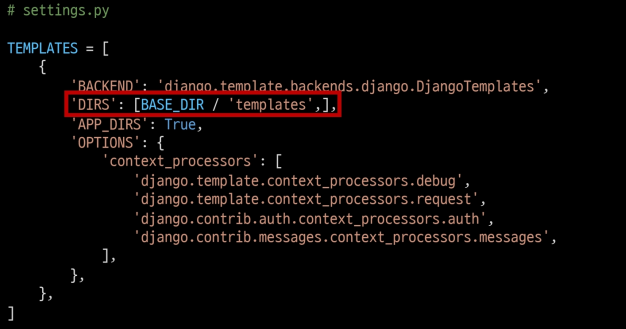 # settings.py
TEMPLATES = [
    {
        'BACKEND': 'django.template.backends.django.DjangoTemplates',
        'DIRS': [BASE_DIR / 'templates',],
        'APP_DIRS': True,
        'OPTIONS': {
            'context_processors': [
                'django.template.context_processors.debug',
                'django.template.context_processors.request',
                'django.contrib.auth.context_processors.auth',
                'django.contrib.messages.context_processors.messages',
            ],
        },
    },
]